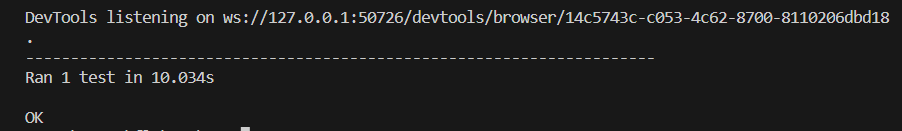 DevTools listening on ws://127.0.0.1:50726/devtools/browser/14c5743c-c053-4c62-8700-8110206dbd18
.
----------------------------------------------------------------------
Ran 1 test in 10.034s
OK